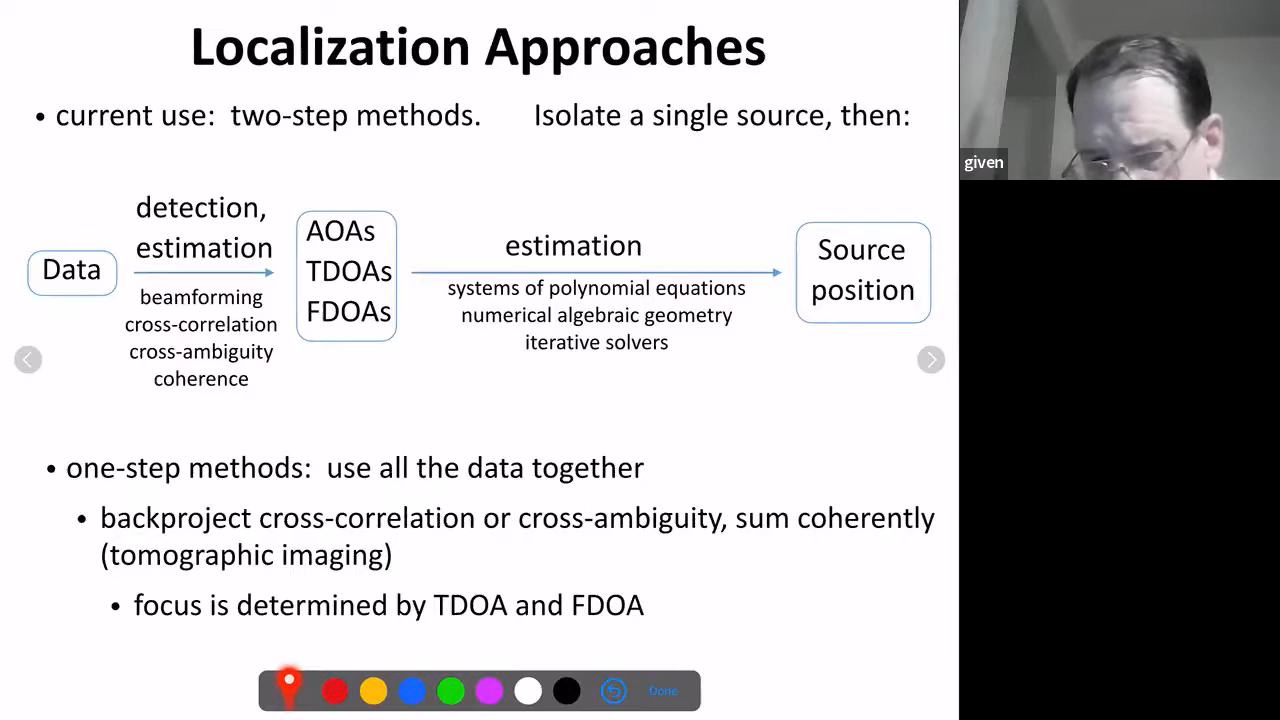 Localization Approaches
• current use: two-step methods. Isolate a single source, then:
detection,
estimation
Data
beamforming
cross-correlation
cross-ambiguity
coherence
AOAs
TDOAs
FDOAs
estimation
systems of polynomial equations
numerical algebraic geometry
iterative solvers
Source
position
• one-step methods: use all the data together
• backproject cross-correlation or cross-ambiguity, sum coherently
(tomographic imaging)
• focus is determined by TDOA and FDOA
Done
given